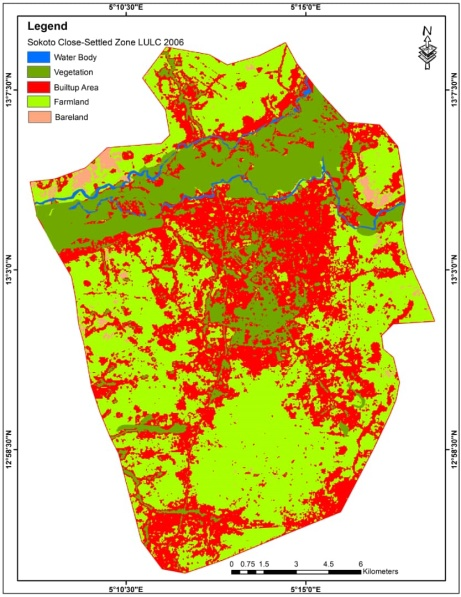 5°10'30"E 5°15'0"E
Legend
Sokoto Close-Settled Zone LULC 2006
Water Body
Vegetation
Builtup Area
Farmland
Bareland
N
13°7'30"N 13°7'30"N
13°3'0"N 13°3'0"N
12°58'30"N 12°58'30"N
0 0.75 1.5 3 4.5 6
Kilometers
5°10'30"E 5°15'0"E